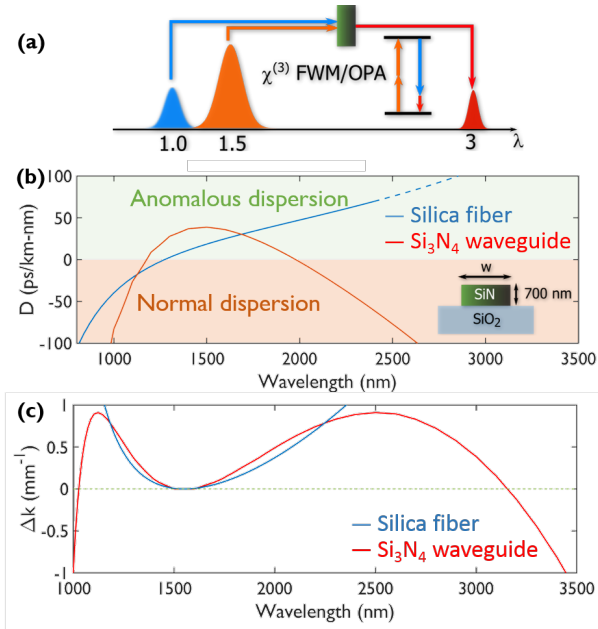 (a)
χ(3) FWM/OPA
1.0
1.5
3
λ
(b)
100
50
0
-50
-100
D (ps/km-nm)
Anomalous dispersion
Silica fiber
Si3N4 waveguide
Normal dispersion
w
SiN
700 nm
SiO2
1000
1500
2000
2500
3000
3500
Wavelength (nm)
(c)
1
0.5
0
-0.5
-1
Δk (mm-1)
Silica fiber
Si3N4 waveguide
1000
1500
2000
2500
3000
3500
Wavelength (nm)